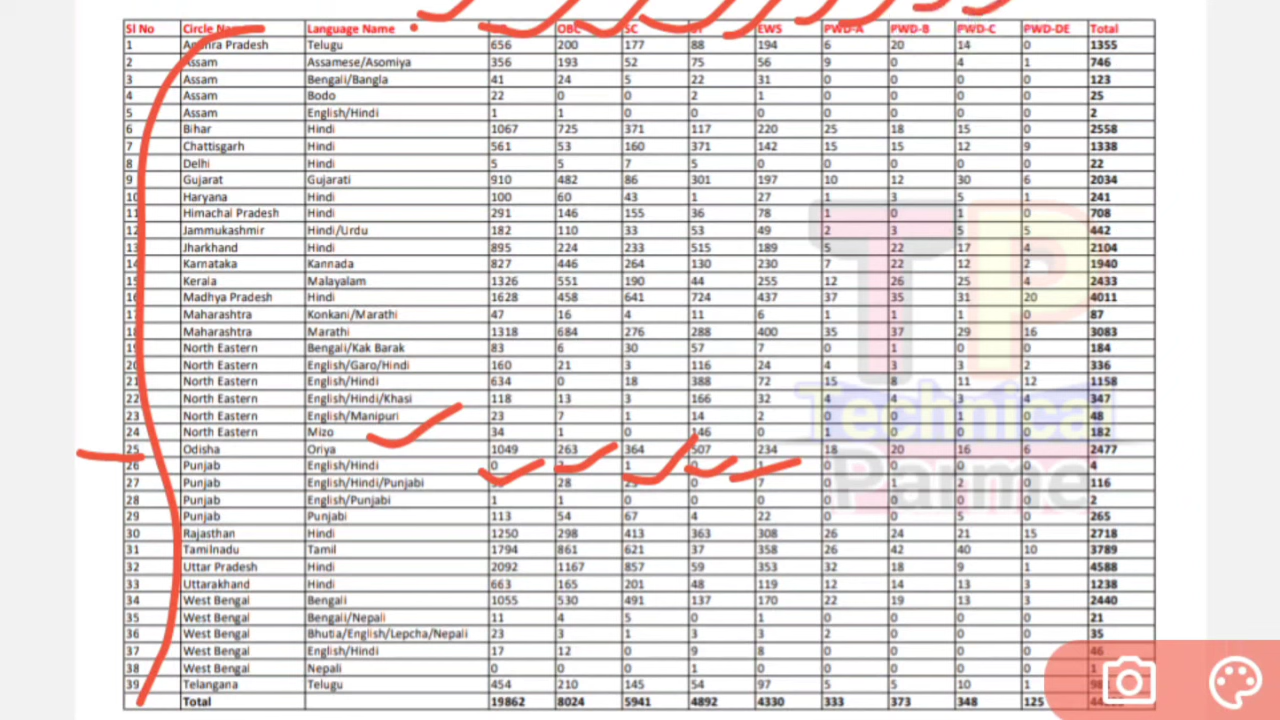 Sl No Circle Name Language Name OBC SC EWS PWD-A PWD-B PWD-C PWD-DE Total
1 Andhra Pradesh Telugu 656 200 177 88 194 6 20 14 0 1355
2 Assam Assamese/Asomiya 356 193 52 75 56 9 0 4 1 746
3 Assam Bengali/Bangla 41 24 5 22 31 0 0 0 0 123
4 Assam Bodo 22 0 0 2 1 0 0 0 0 25
5 Assam English/Hindi 1 1 0 0 0 0 0 0 0 2
6 Bihar Hindi 1067 725 371 117 220 25 18 15 0 2558
7 Chattisgarh Hindi 561 53 160 371 142 15 15 12 9 1338
8 Delhi Hindi 5 5 7 5 0 0 0 0 0 22
9 Gujarat Gujarati 910 482 86 301 197 10 12 30 6 2034
10 Haryana Hindi 100 60 43 1 27 1 3 5 1 241
11 Himachal Pradesh Hindi 291 146 155 36 78 1 0 1 0 708
12 Jammukashmir Hindi/Urdu 182 110 33 53 49 2 3 5 5 442
13 Jharkhand Hindi 895 224 233 515 189 5 22 17 4 2104
14 Karnataka Kannada 827 446 264 130 230 7 22 12 2 1940
15 Kerala Malayalam 1326 551 190 44 255 12 26 25 4 2433
16 Madhya Pradesh Hindi 1628 458 641 724 437 37 35 31 20 4011
17 Maharashtra Konkani/Marathi 47 16 4 11 6 1 1 1 0 87
18 Maharashtra Marathi 1318 684 276 288 400 35 37 29 16 3083
19 North Eastern Bengali/Kak Barak 83 6 30 57 7 0 1 0 0 184
20 North Eastern English/Garo/Hindi 160 21 3 116 24 4 3 3 2 336
21 North Eastern English/Hindi 634 0 18 388 72 15 8 11 12 1158
22 North Eastern English/Hindi/Khasi 118 13 3 166 32 4 4 3 4 347
23 North Eastern English/Manipuri 23 7 1 14 2 0 0 1 0 48
24 North Eastern Mizo 34 1 0 146 0 1 0 0 0 182
25 Odisha Oriya 1049 263 364 507 234 18 20 16 6 2477
26 Punjab English/Hindi 0 1 0 1 0 0 0 0 4
27 Punjab English/Hindi/Punjabi 28 0 7 0 1 2 0 116
28 Punjab English/Punjabi 1 1 0 0 0 0 0 0 0 2
29 Punjab Punjabi 113 54 67 4 22 0 0 5 0 265
30 Rajasthan Hindi 1250 298 413 363 308 26 24 21 15 2718
31 Tamilnadu Tamil 1794 861 621 37 358 26 42 40 10 3789
32 Uttar Pradesh Hindi 2092 1167 857 59 353 32 18 9 1 4588
33 Uttarakhand Hindi 663 165 201 48 119 12 14 13 3 1238
34 West Bengal Bengali 1055 530 491 137 170 22 19 13 3 2440
35 West Bengal Bengali/Nepali 11 4 5 0 1 0 0 0 0 21
36 West Bengal Bhutia/English/Lepcha/Nepali 23 3 1 3 3 2 0 0 0 35
37 West Bengal English/Hindi 17 12 0 9 8 0 0 0 0 46
38 West Bengal Nepali 0 0 0 1 0 0 0 0 0 1
39 Telangana Telugu 454 210 145 54 97 5 5 10 1
Total 19862 8024 5941 4892 4330 333 373 348 125
TP
Technical
Paume